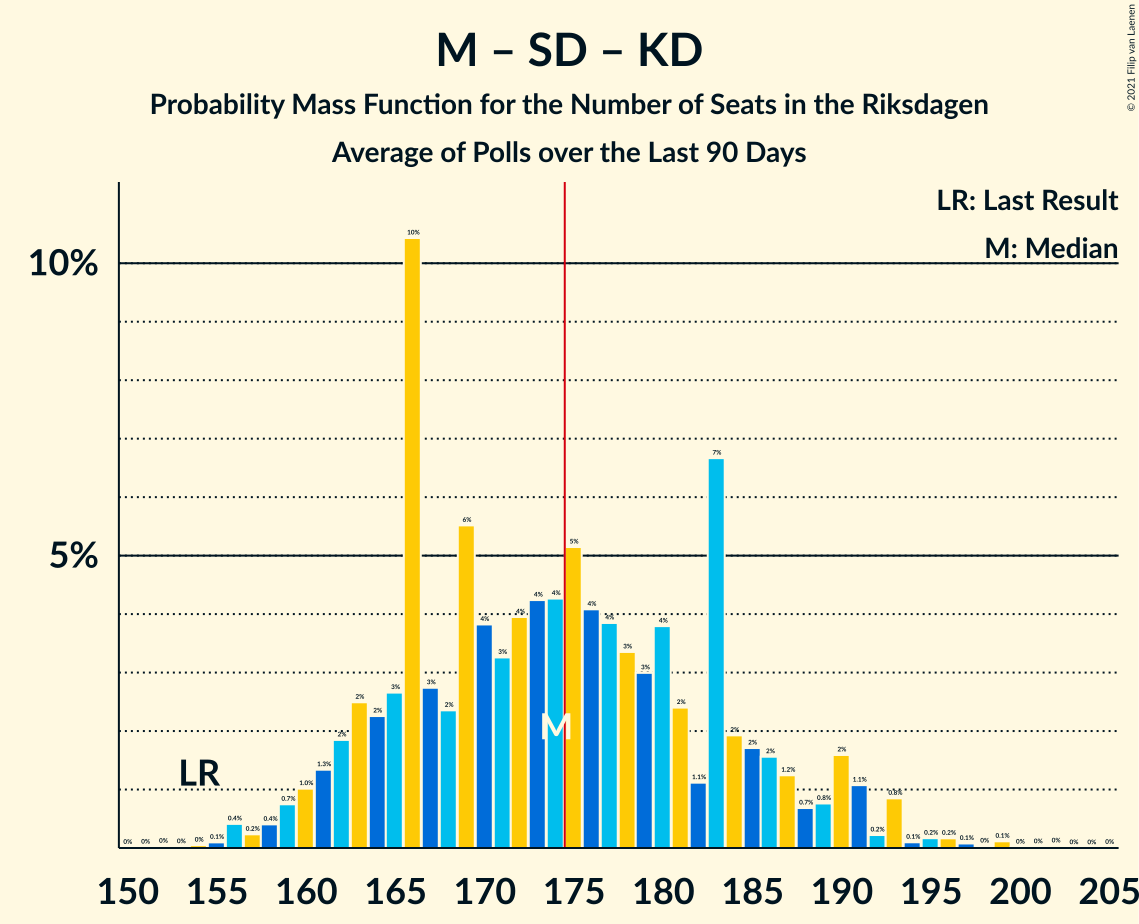 M – SD – KD
Probability Mass Function for the Number of Seats in the Riksdagen
Average of Polls over the Last 90 Days
© 2021 Filip van Laenen
LR: Last Result
M: Median
10%
5%
0% 0% 0% 0% 0% 0.1% 0.4% 0.2% 0.4% 0.7% 1.0% 1.3% 2% 2% 2% 3% 10% 3% 2% 6% 4% 3% 4% 4% 4% 5% 4% 4% 3% 3% 4% 2% 1.1% 7% 2% 2% 2% 1.2% 0.7% 0.8% 2% 1.1% 0.2% 0.8% 0.1% 0.2% 0.2% 0.1% 0% 0.1% 0% 0% 0% 0% 0% 0%
LR
M
150 155 160 165 170 175 180 185 190 195 200 205